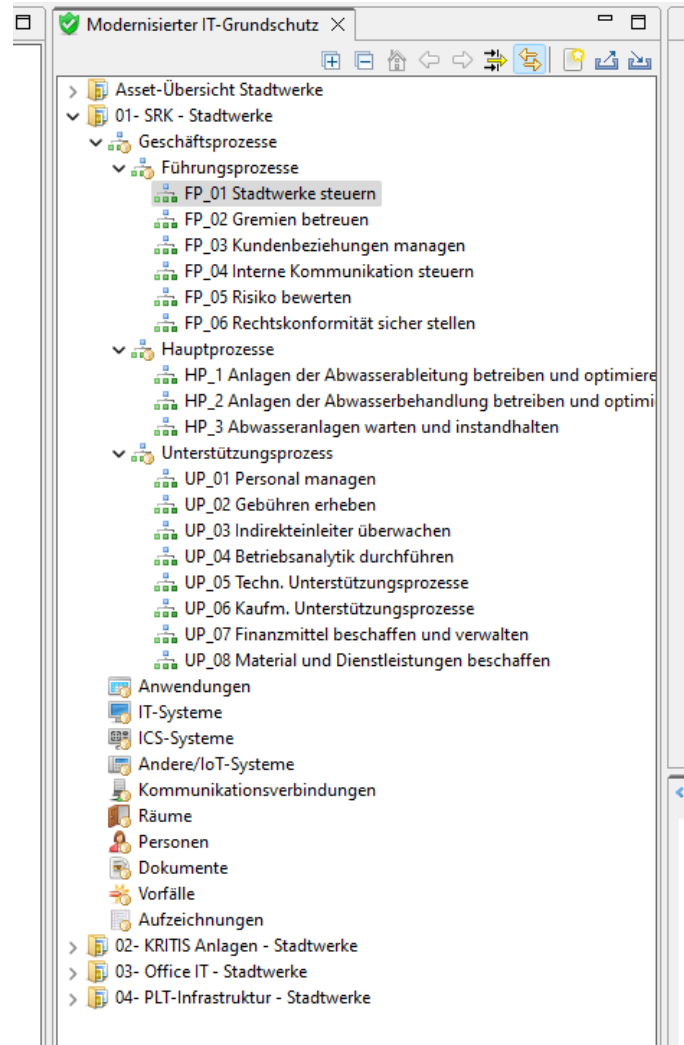 Modernisierter IT-Grundschutz
Asset-Übersicht Stadtwerke
01- SRK - Stadtwerke
Geschäftsprozesse
Führungsprozesse
FP_01 Stadtwerke steuern
FP_02 Gremien betreuen
FP_03 Kundenbeziehungen managen
FP_04 Interne Kommunikation steuern
FP_05 Risiko bewerten
FP_06 Rechtskonformität sicher stellen
Hauptprozesse
HP_1 Anlagen der Abwasserableitung betreiben und optimiere
HP_2 Anlagen der Abwasserbehandlung betreiben und optimi
HP_3 Abwasseranlagen warten und instandhalten
Unterstützungsprozess
UP_01 Personal managen
UP_02 Gebühren erheben
UP_03 Indirekteinleiter überwachen
UP_04 Betriebsanalytik durchführen
UP_05 Techn. Unterstützungsprozesse
UP_06 Kaufm. Unterstützungsprozesse
UP_07 Finanzmittel beschaffen und verwalten
UP_08 Material und Dienstleistungen beschaffen
Anwendungen
IT-Systeme
ICS-Systeme
Andere/IoT-Systeme
Kommunikationsverbindungen
Räume
Personen
Dokumente
Vorfälle
Aufzeichnungen
02- KRITIS Anlagen - Stadtwerke
03- Office IT - Stadtwerke
04- PLT-Infrastruktur - Stadtwerke